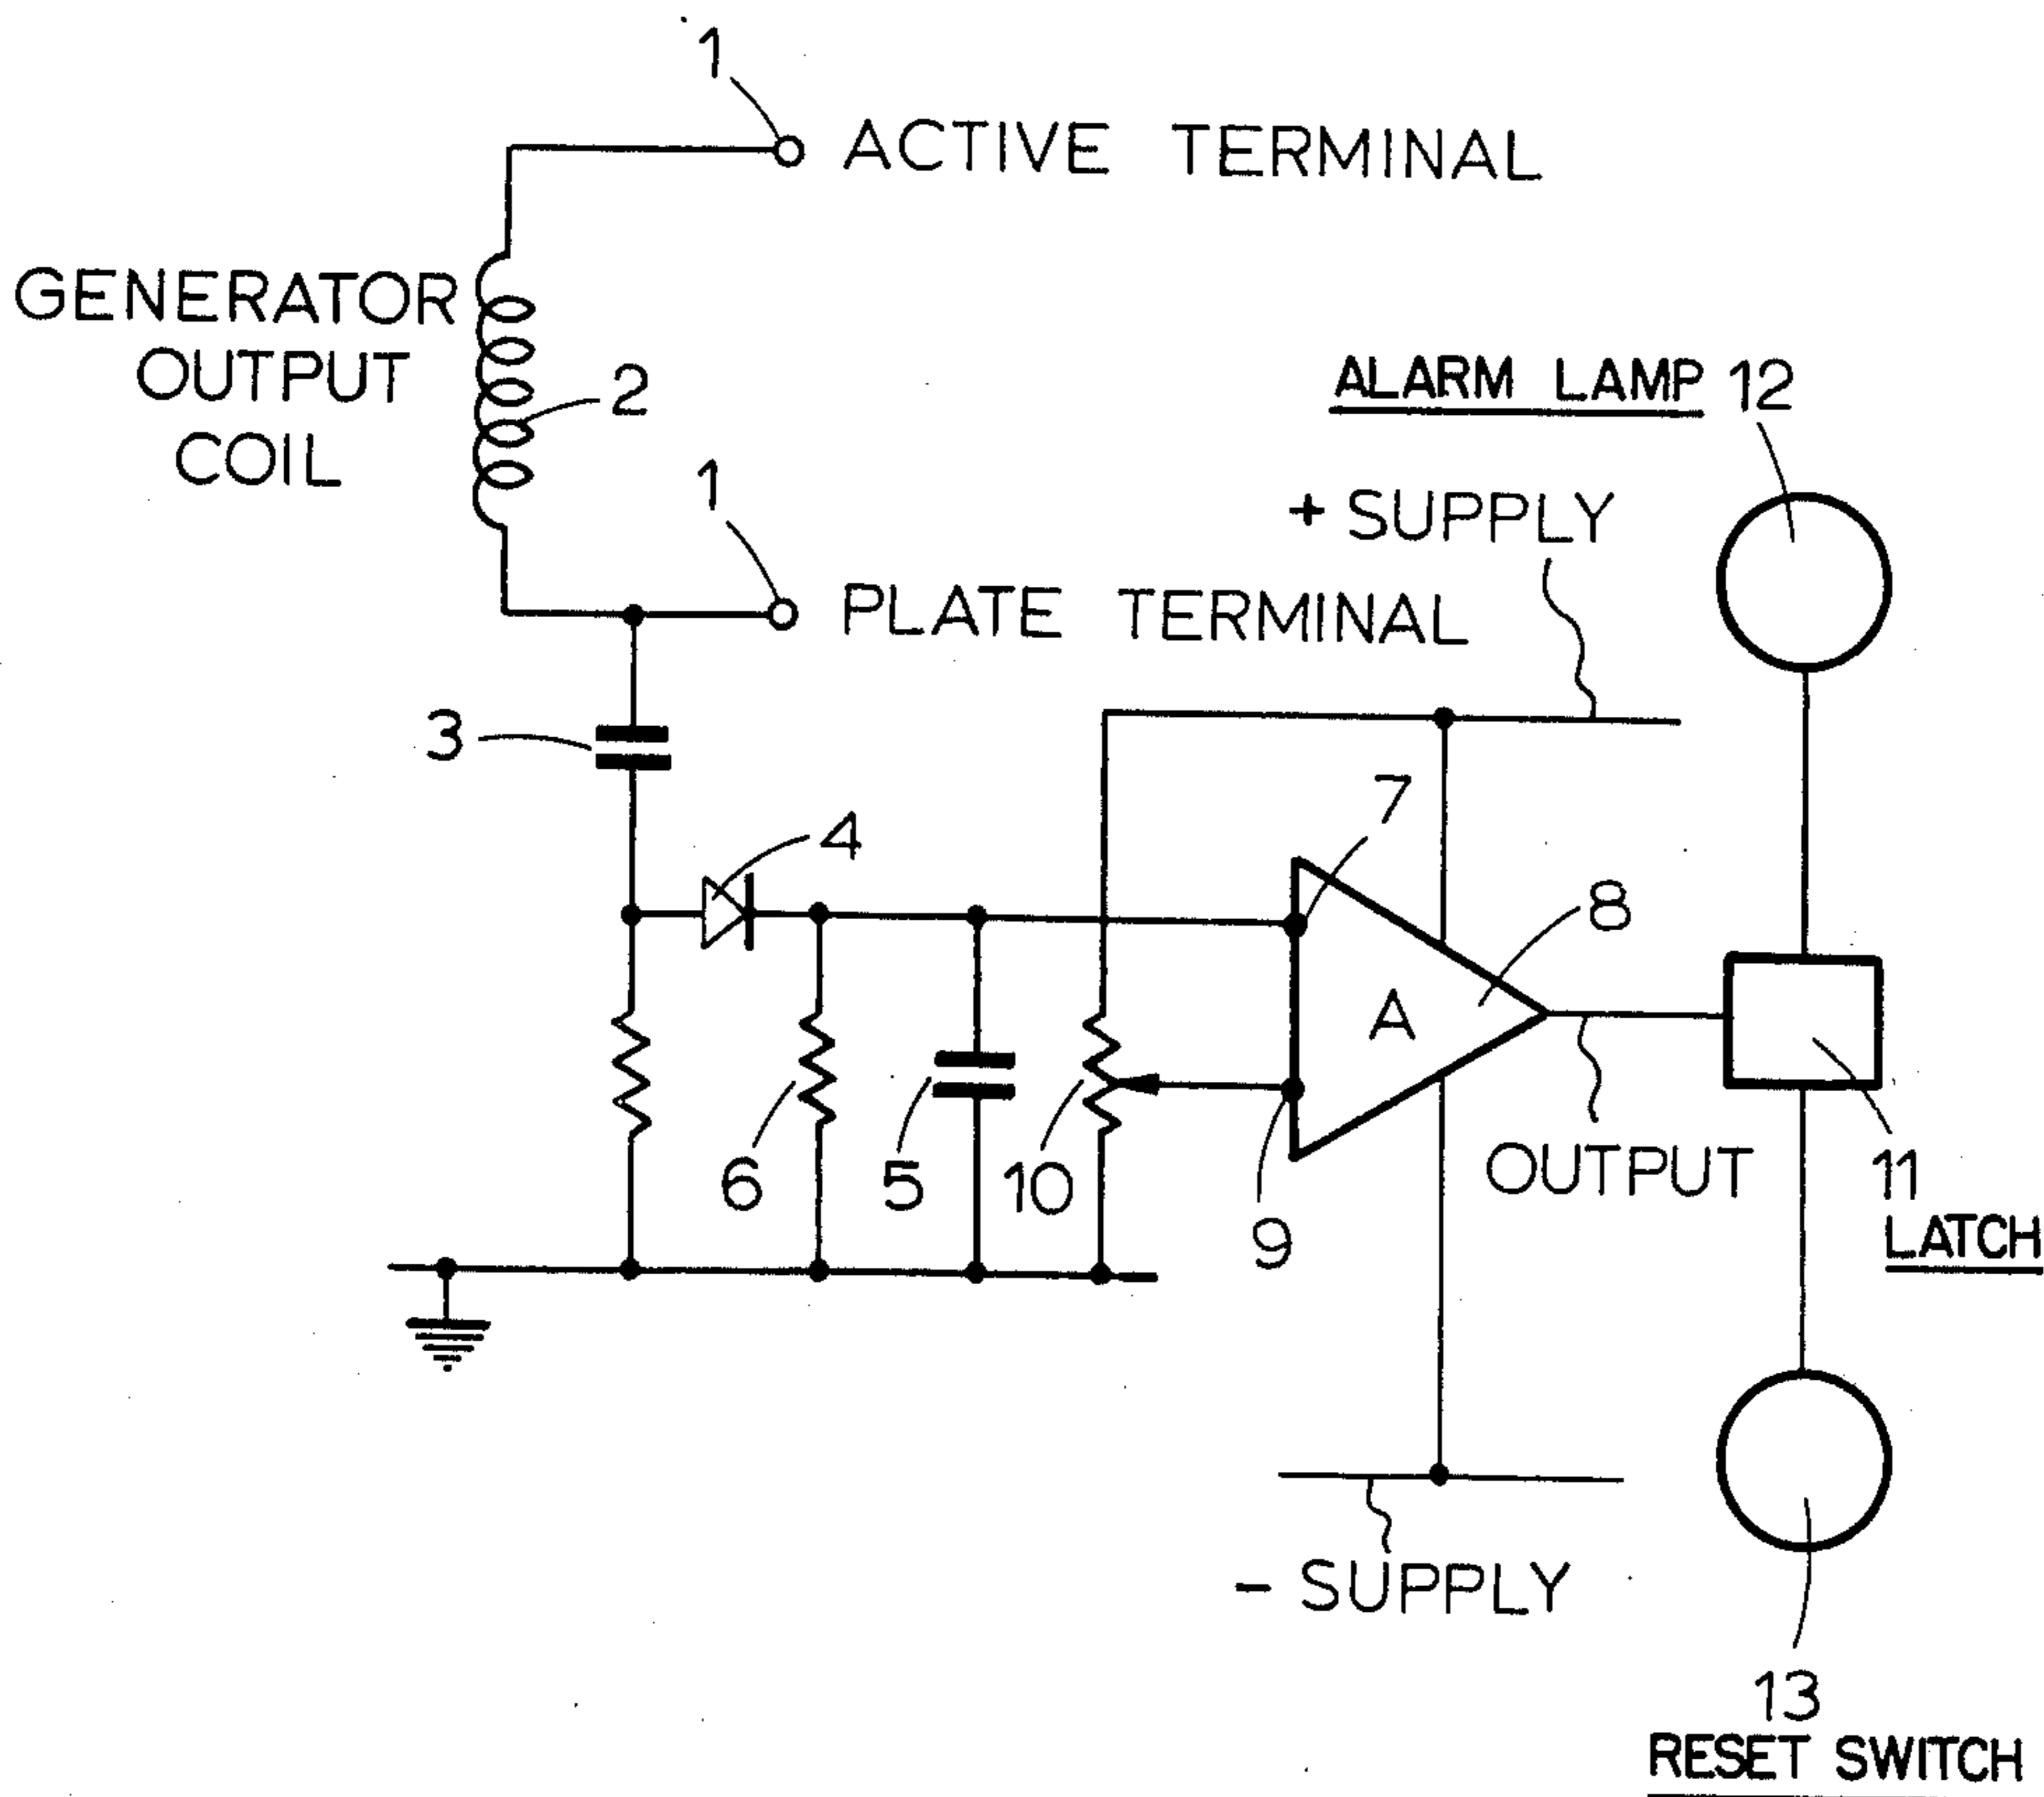 1
ACTIVE TERMINAL
GENERATOR
OUTPUT
COIL
2
1
PLATE TERMINAL
ALARM LAMP 12
+ SUPPLY
3
4
7
8
A
6
5
10
9
OUTPUT
11
LATCH
- SUPPLY
13
RESET SWITCH